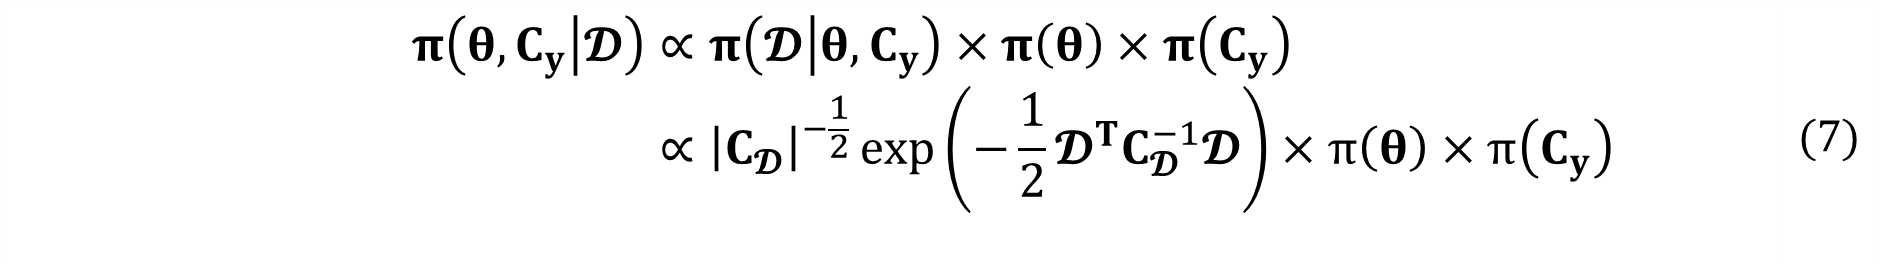 𝛑(𝛉, 𝐂_𝐲|𝓓) ∝ 𝛑(𝓓|𝛉, 𝐂_𝐲) × 𝛑(𝛉) × 𝛑(𝐂_𝐲)
∝ |𝐂_𝓓|^{−1/2} exp(−1/2 𝓓^𝐓 𝐂_𝓓^{−1} 𝓓) × π(𝛉) × π(𝐂_𝐲) (7)